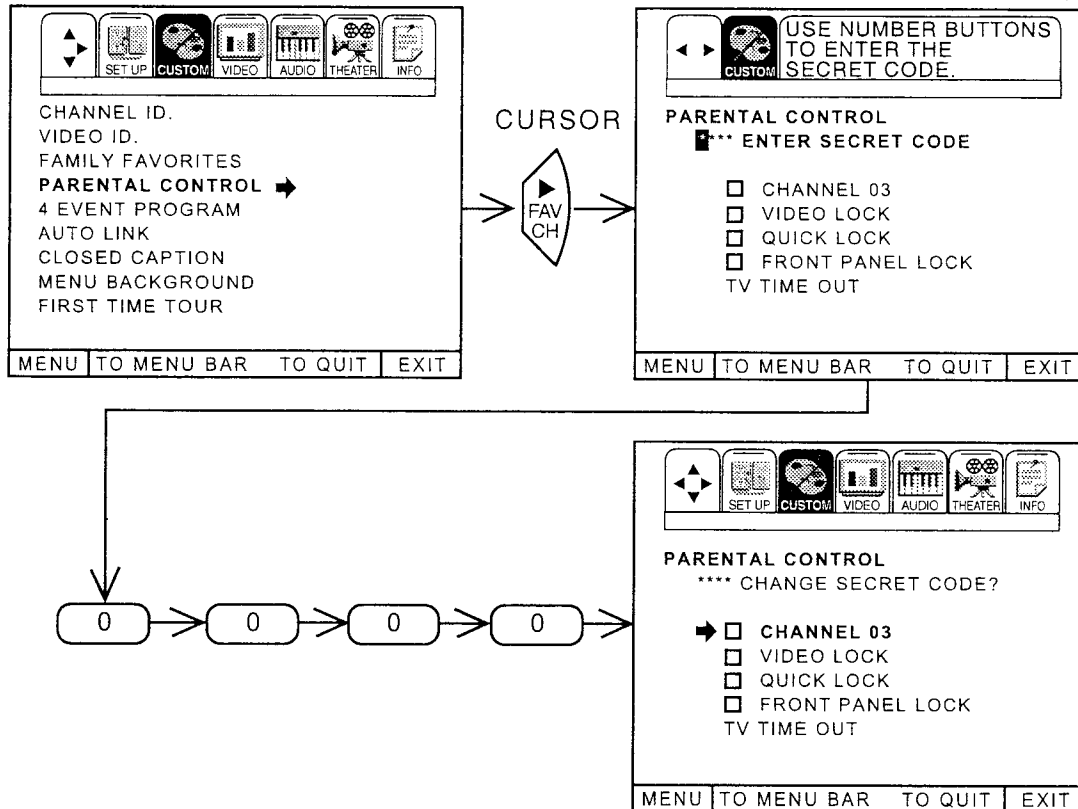 SET UP CUSTOM VIDEO AUDIO THEATER INFO
CHANNEL ID.
VIDEO ID.
FAMILY FAVORITES
PARENTAL CONTROL
4 EVENT PROGRAM
AUTO LINK
CLOSED CAPTION
MENU BACKGROUND
FIRST TIME TOUR
MENU TO MENU BAR TO QUIT EXIT
CURSOR
FAV
CH
CUSTOM
USE NUMBER BUTTONS
TO ENTER THE
SECRET CODE.
PARENTAL CONTROL
**** ENTER SECRET CODE
CHANNEL 03
VIDEO LOCK
QUICK LOCK
FRONT PANEL LOCK
TV TIME OUT
MENU TO MENU BAR TO QUIT EXIT
0 0 0 0
SET UP CUSTOM VIDEO AUDIO THEATER INFO
PARENTAL CONTROL
**** CHANGE SECRET CODE?
CHANNEL 03
VIDEO LOCK
QUICK LOCK
FRONT PANEL LOCK
TV TIME OUT
MENU TO MENU BAR TO QUIT EXIT